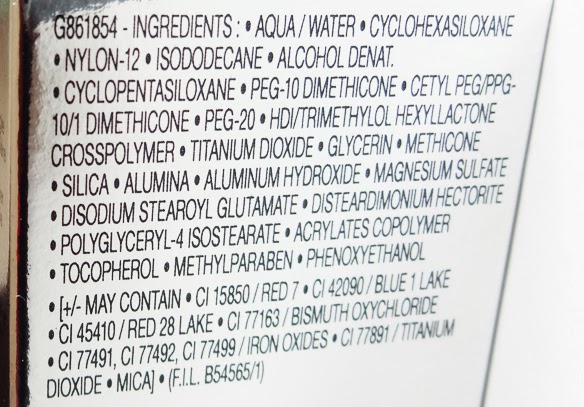 G861854 - INGREDIENTS : • AQUA / WATER • CYCLOHEXASILOXANE
• NYLON-12 • ISODODECANE • ALCOHOL DENAT.
• CYCLOPENTASILOXANE • PEG-10 DIMETHICONE • CETYL PEG/PPG-
10/1 DIMETHICONE • PEG-20 • HDI/TRIMETHYLOL HEXYLLACTONE
CROSSPOLYMER • TITANIUM DIOXIDE • GLYCERIN • METHICONE
• SILICA • ALUMINA • ALUMINUM HYDROXIDE • MAGNESIUM SULFATE
• DISODIUM STEAROYL GLUTAMATE • DISTEARDIMONIUM HECTORITE
• POLYGLYCERYL-4 ISOSTEARATE • ACRYLATES COPOLYMER
• TOCOPHEROL • METHYLPARABEN • PHENOXYETHANOL
• [+/- MAY CONTAIN • CI 15850 / RED 7 • CI 42090 / BLUE 1 LAKE
• CI 45410 / RED 28 LAKE • CI 77163 / BISMUTH OXYCHLORIDE
• CI 77491, CI 77492, CI 77499 / IRON OXIDES • CI 77891 / TITANIUM
DIOXIDE • MICA] • (F.I.L. B54565/1)